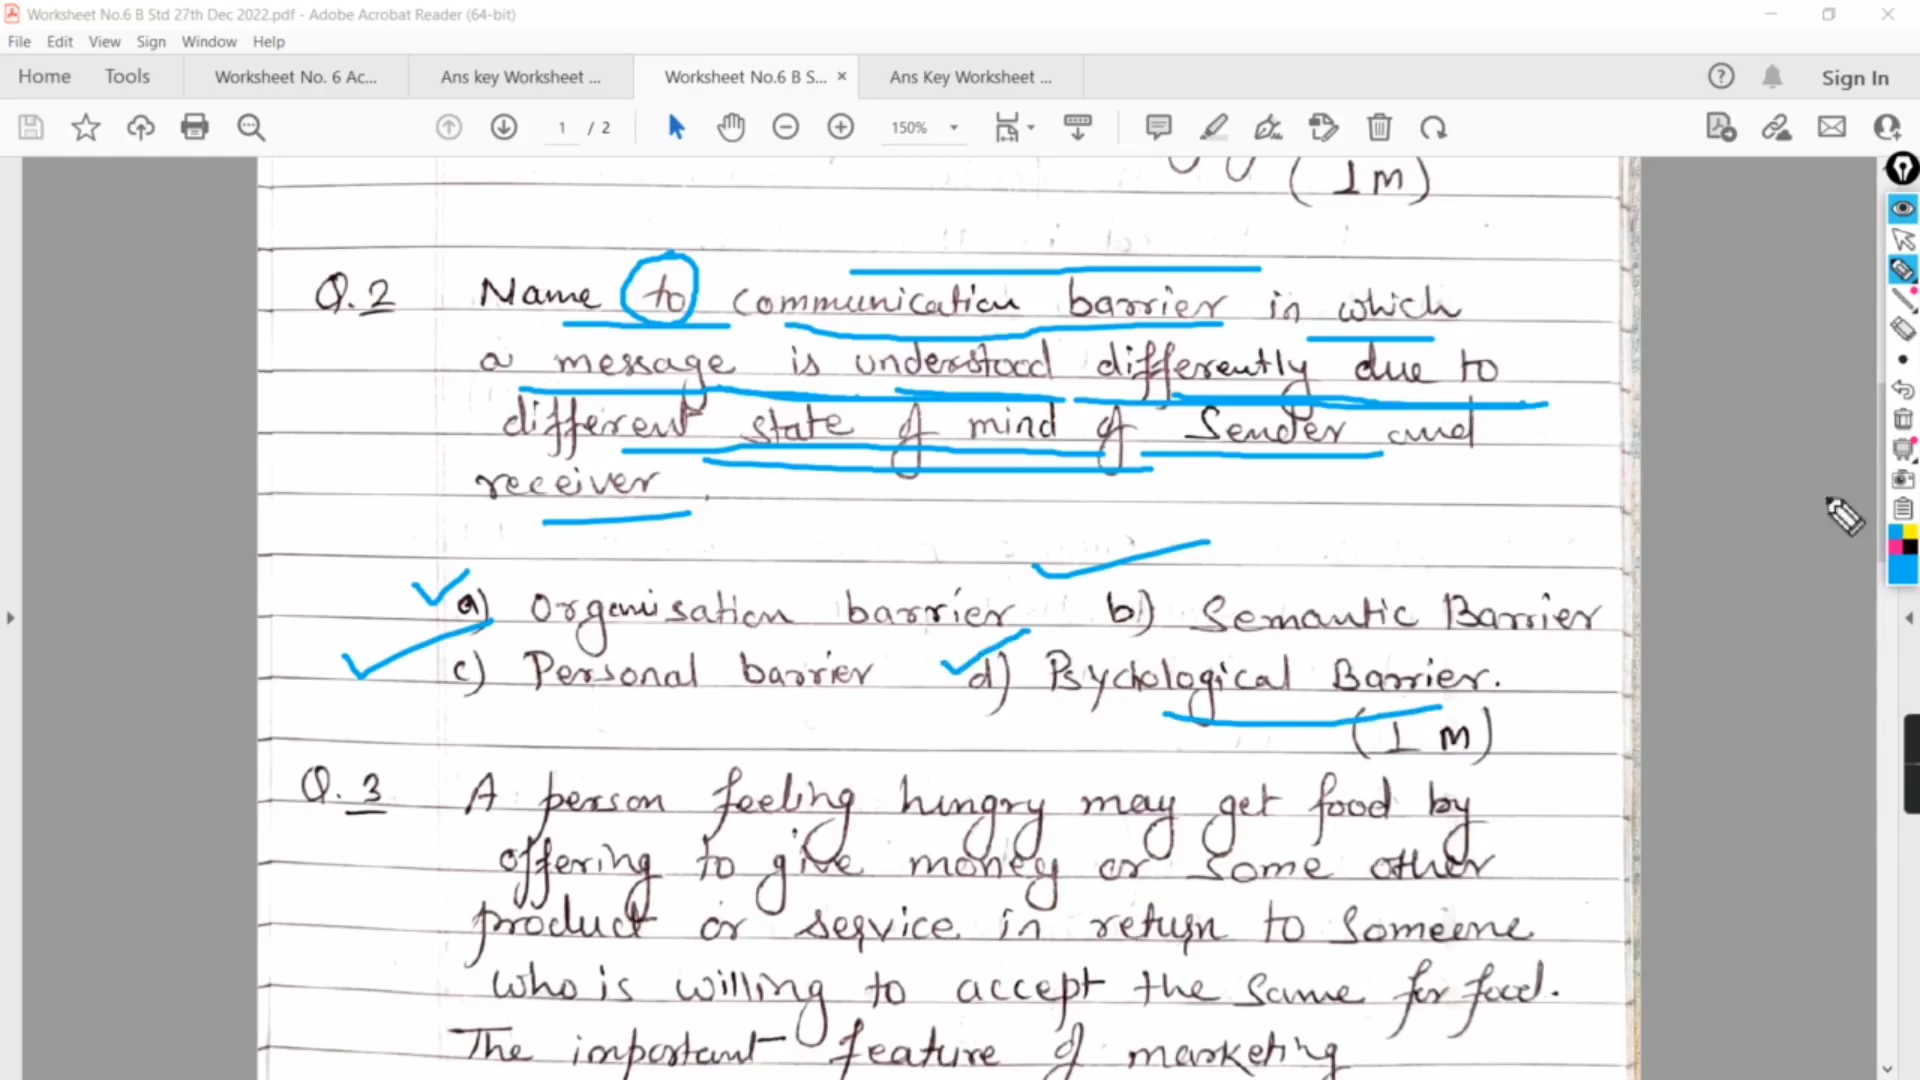 Worksheet No.6 B Std 27th Dec 2022.pdf - Adobe Acrobat Reader (64-bit)
File Edit View Sign Window Help
Home Tools Worksheet No. 6 Ac... Ans key Worksheet ... Worksheet No.6 B S... × Ans Key Worksheet ... Sign In
1 / 2 150%
(1M)
Q.2 Name to communication barrier in which
a message is understood differently due to
different state of mind of Sender and
receiver.
a) Organisation barrier b) Semantic Barrier
c) Personal barrier d) Psychological Barrier.
(1 M)
Q.3 A person feeling hungry may get food by
offering to give money or some other
product or service in return to someone
who is willing to accept the same for food.
The important feature of marketing